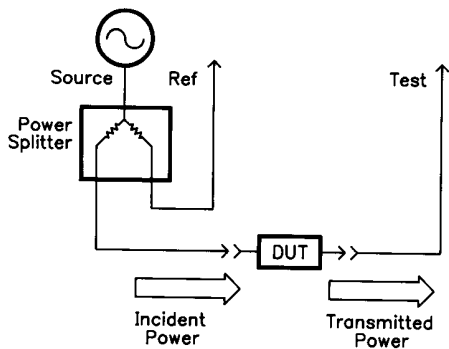 Source
Ref
Test
Power
Splitter
DUT
Incident
Power
Transmitted
Power